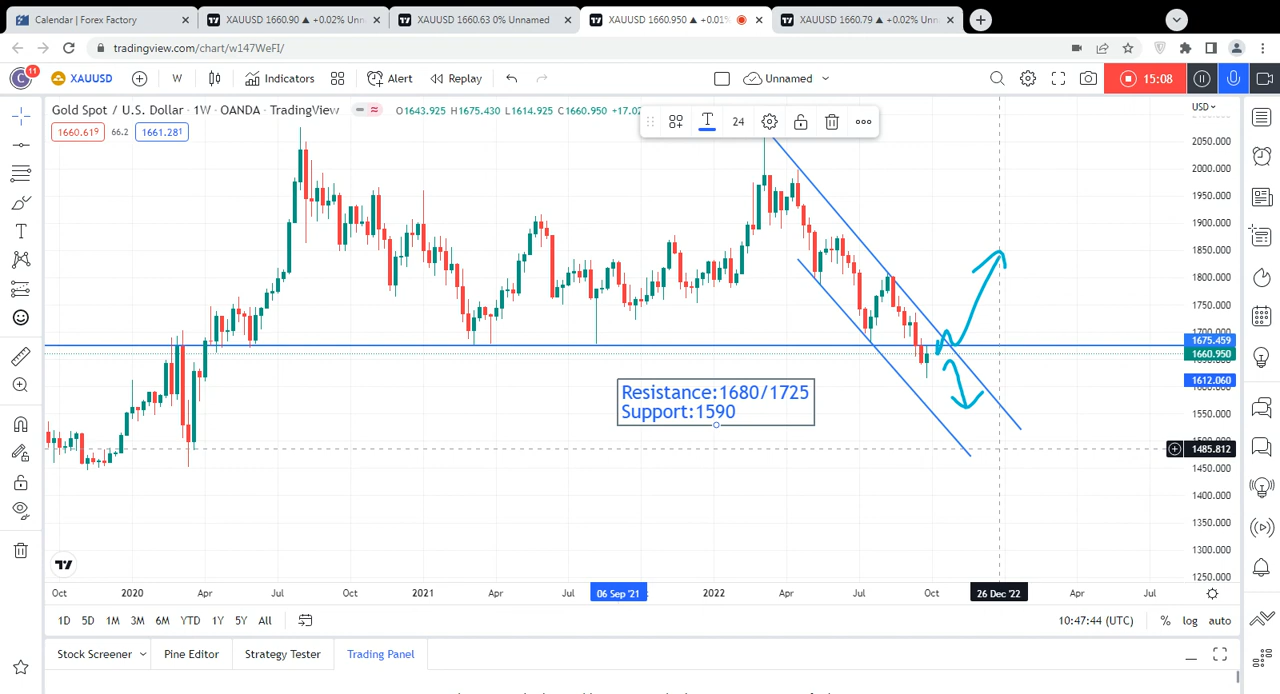 Calendar | Forex Factory
XAUUSD 1660.90 ▲ +0.02% Unn
XAUUSD 1660.63 0% Unnamed
XAUUSD 1660.950 ▲ +0.01%
XAUUSD 1660.79 ▲ +0.02% Unn
tradingview.com/chart/w147WeFI/
C 11 XAUUSD W Indicators Alert Replay Unnamed 15:08
Gold Spot / U.S. Dollar · 1W · OANDA · TradingView O1643.925 H1675.430 L1614.925 C1660.950 +17.02
USD
1660.619 66.2 1661.281
T 24
2050.000
2000.000
1950.000
1900.000
1850.000
1800.000
1750.000
1700.000
1675.459
1660.950
1612.060
1550.000
1485.812
1450.000
1400.000
1350.000
1300.000
1250.000
Resistance:1680/1725
Support:1590
Oct 2020 Apr Jul Oct 2021 Apr Jul 06 Sep '21 2022 Apr Jul Oct 26 Dec '22 Apr Jul
1D 5D 1M 3M 6M YTD 1Y 5Y All 10:47:44 (UTC) % log auto
Stock Screener Pine Editor Strategy Tester Trading Panel